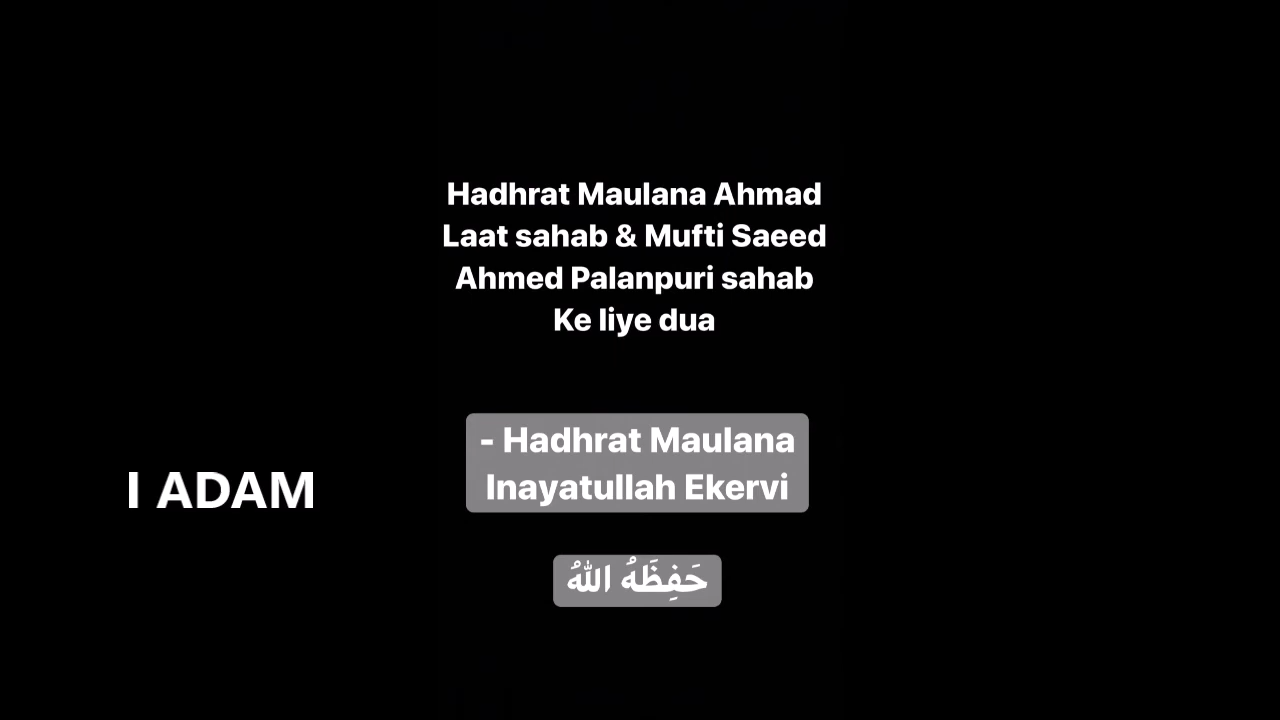 Hadhrat Maulana Ahmad
Laat sahab & Mufti Saeed
Ahmed Palanpuri sahab
Ke liye dua
- Hadhrat Maulana
Inayatullah Ekervi
I ADAM
حَفِظَهُ اللهُ